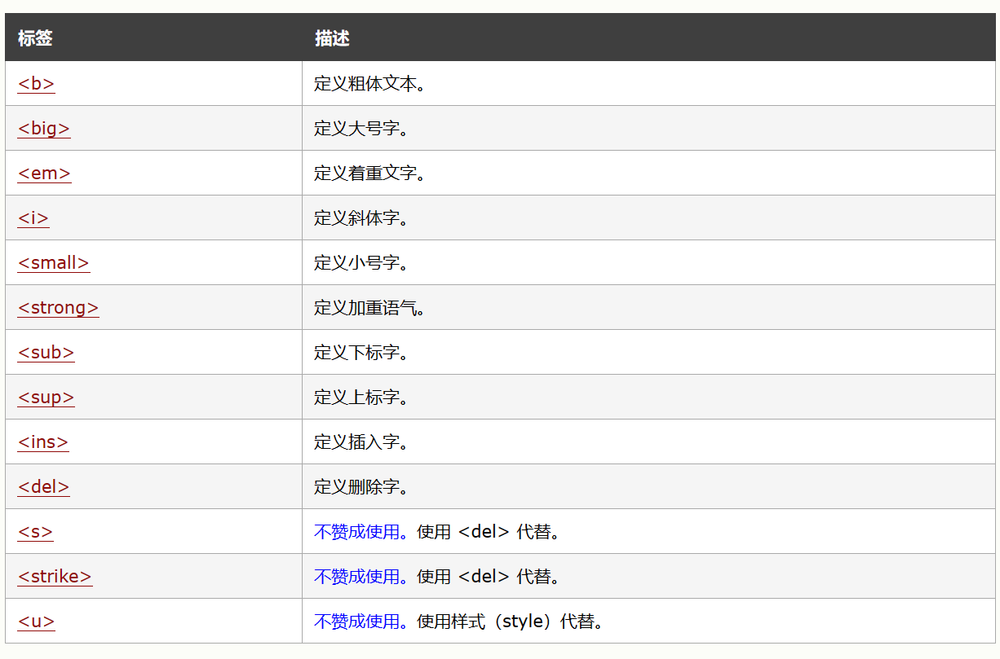 标签 描述
<b> 定义粗体文本。
<big> 定义大号字。
<em> 定义着重文字。
<i> 定义斜体字。
<small> 定义小号字。
<strong> 定义加重语气。
<sub> 定义下标字。
<sup> 定义上标字。
<ins> 定义插入字。
<del> 定义删除字。
<s> 不赞成使用。使用 <del> 代替。
<strike> 不赞成使用。使用 <del> 代替。
<u> 不赞成使用。使用样式（style）代替。